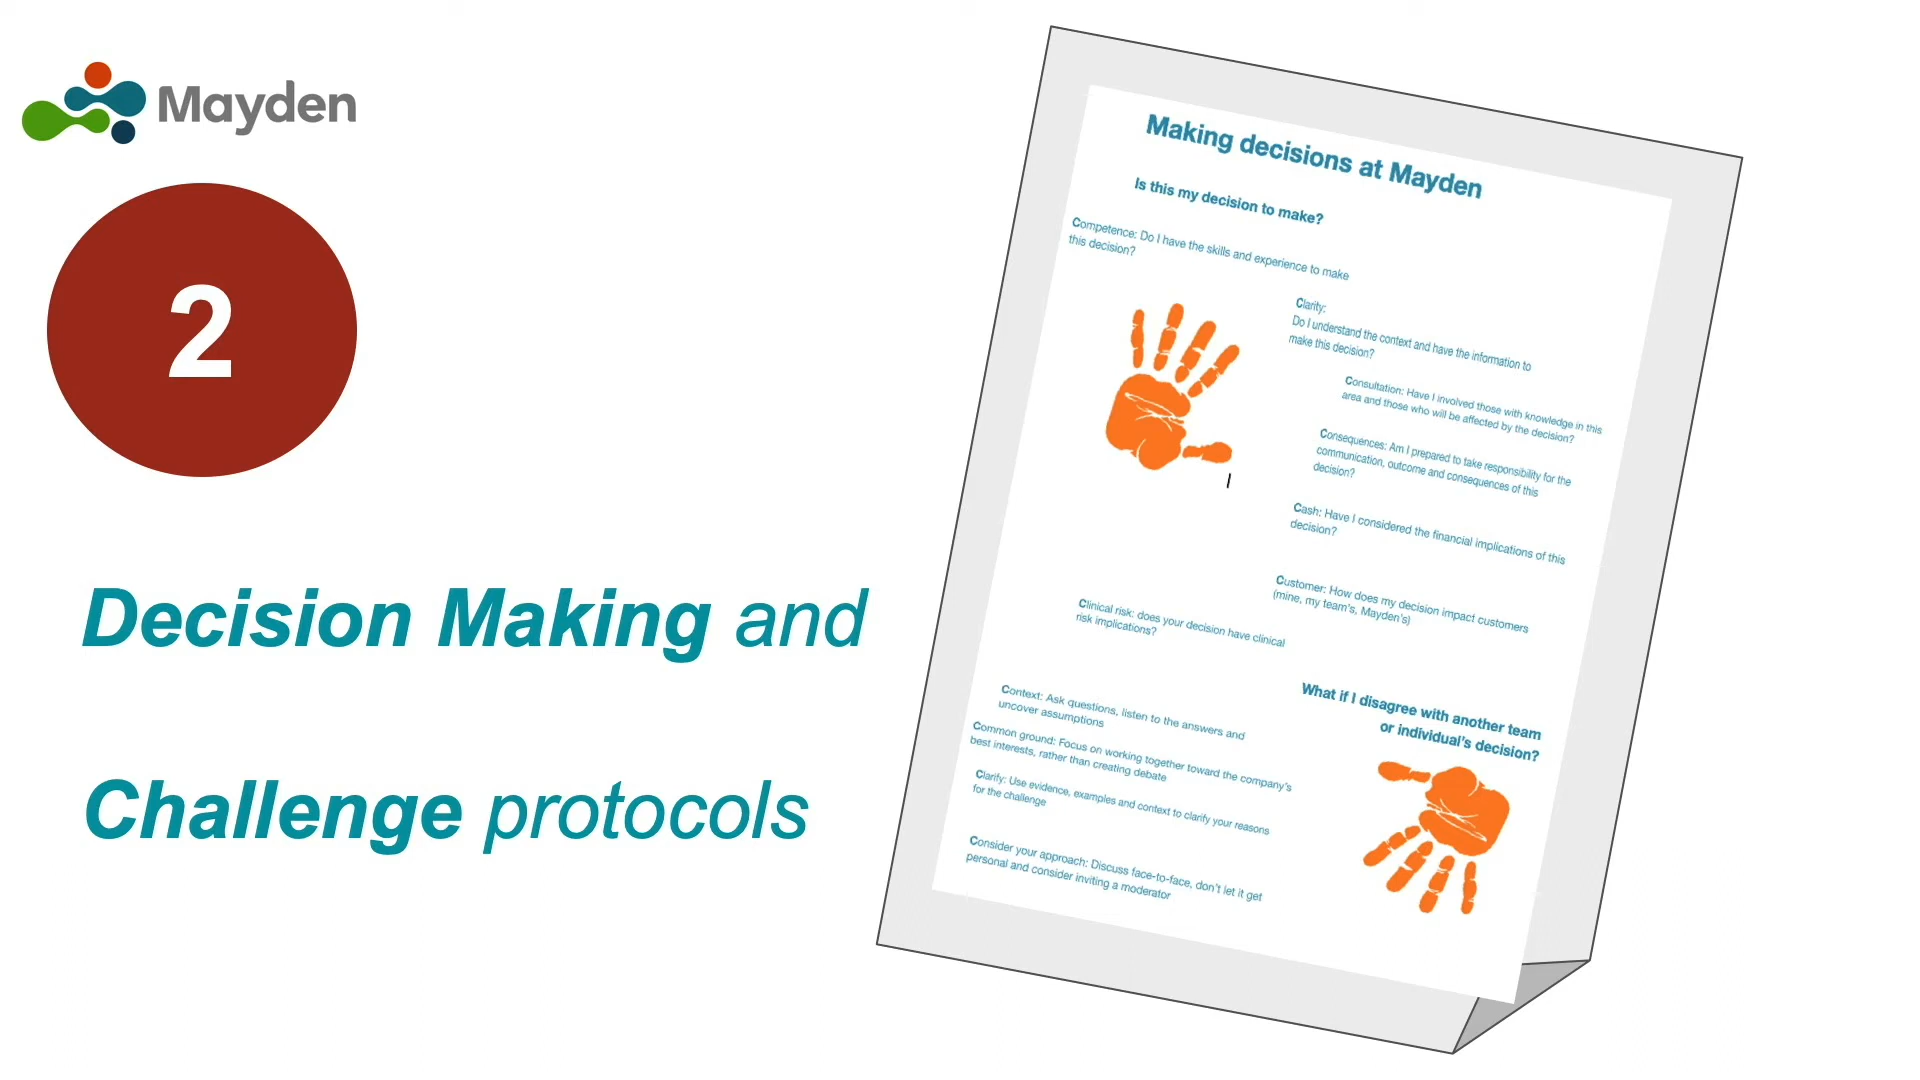 Mayden
2
Decision Making and
Challenge protocols
Making decisions at Mayden
Is this my decision to make?
Competence: Do I have the skills and experience to make
this decision?
Clarity:
Do I understand the context and have the information to
make this decision?
Consultation: Have I involved those with knowledge in this
area and those who will be affected by the decision?
Consequences: Am I prepared to take responsibility for the
communication, outcome and consequences of this
decision?
Cash: Have I considered the financial implications of this
decision?
Customer: How does my decision impact customers
(mine, my team's, Mayden's)
Clinical risk: does your decision have clinical
risk implications?
What if I disagree with another team
or individual's decision?
Context: Ask questions, listen to the answers and
uncover assumptions
Common ground: Focus on working together toward the company's
best interests, rather than creating debate
Clarify: Use evidence, examples and context to clarify your reasons
for the challenge
Consider your approach: Discuss face-to-face, don't let it get
personal and consider inviting a moderator